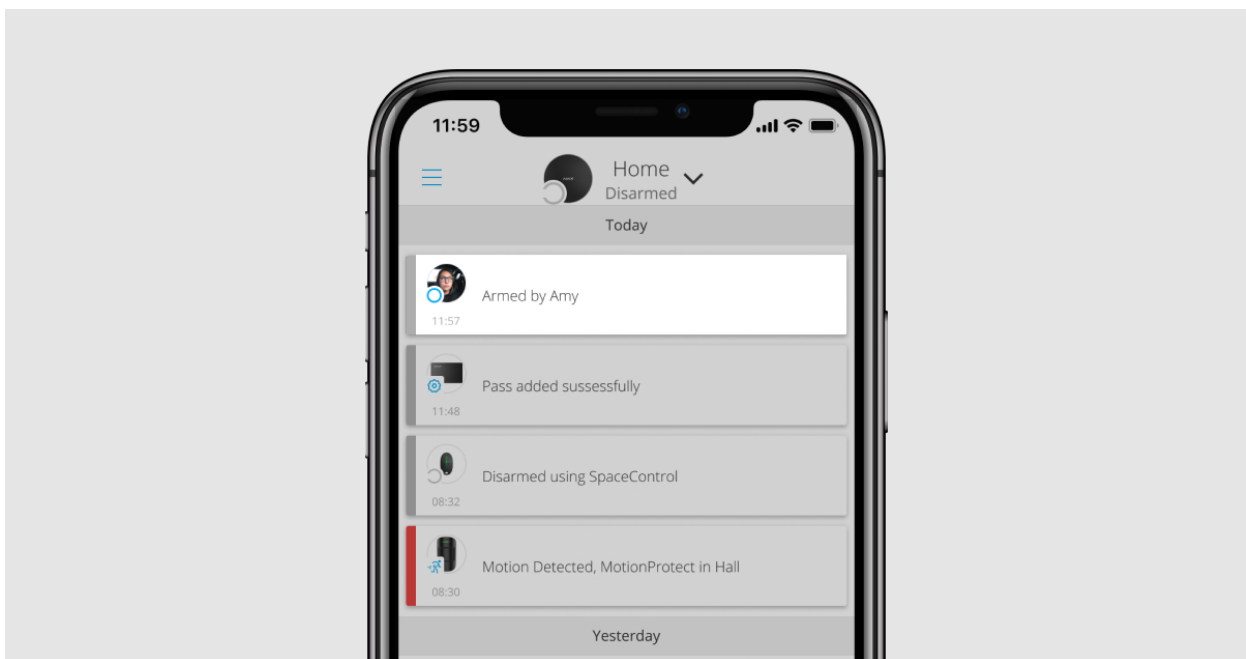 11:59
Home
Disarmed
Today
Armed by Amy
11:57
Pass added sussessfully
11:48
Disarmed using SpaceControl
08:32
Motion Detected, MotionProtect in Hall
08:30
Yesterday